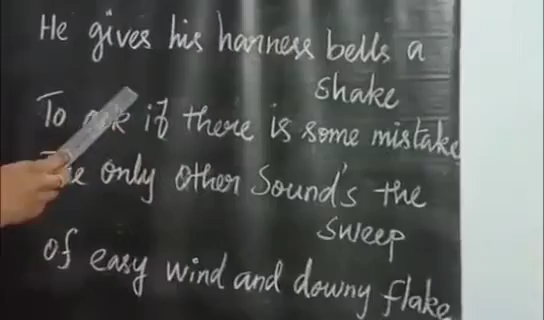 He gives his harness bells a
shake
To ask if there is some mistake
The only other Sound's the
sweep
of easy wind and downy flake